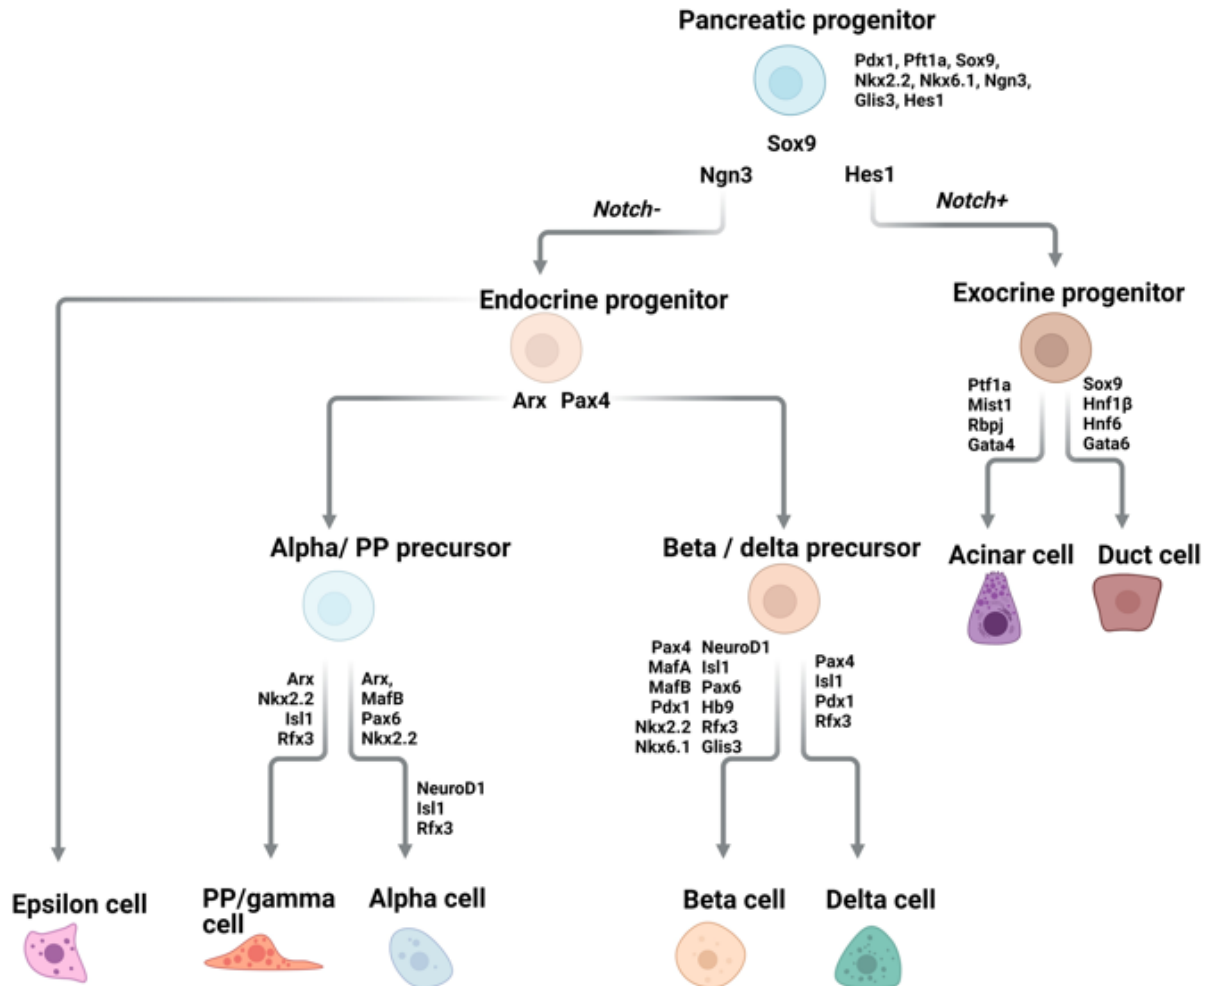 Pancreatic progenitor
Pdx1, Pft1a, Sox9,
Nkx2.2, Nkx6.1, Ngn3,
Glis3, Hes1
Sox9
Ngn3
Hes1
Notch-
Notch+
Endocrine progenitor
Exocrine progenitor
Arx Pax4
Ptf1a
Mist1
Rbpj
Gata4
Sox9
Hnf1β
Hnf6
Gata6
Alpha/ PP precursor
Beta / delta precursor
Acinar cell
Duct cell
Arx
Nkx2.2
Isl1
Rfx3
Arx,
MafB
Pax6
Nkx2.2
NeuroD1
Isl1
Rfx3
Pax4 NeuroD1
MafA Isl1
MafB Pax6
Pdx1 Hb9
Nkx2.2 Rfx3
Nkx6.1 Glis3
Pax4
Isl1
Pdx1
Rfx3
Epsilon cell
PP/gamma
cell
Alpha cell
Beta cell
Delta cell